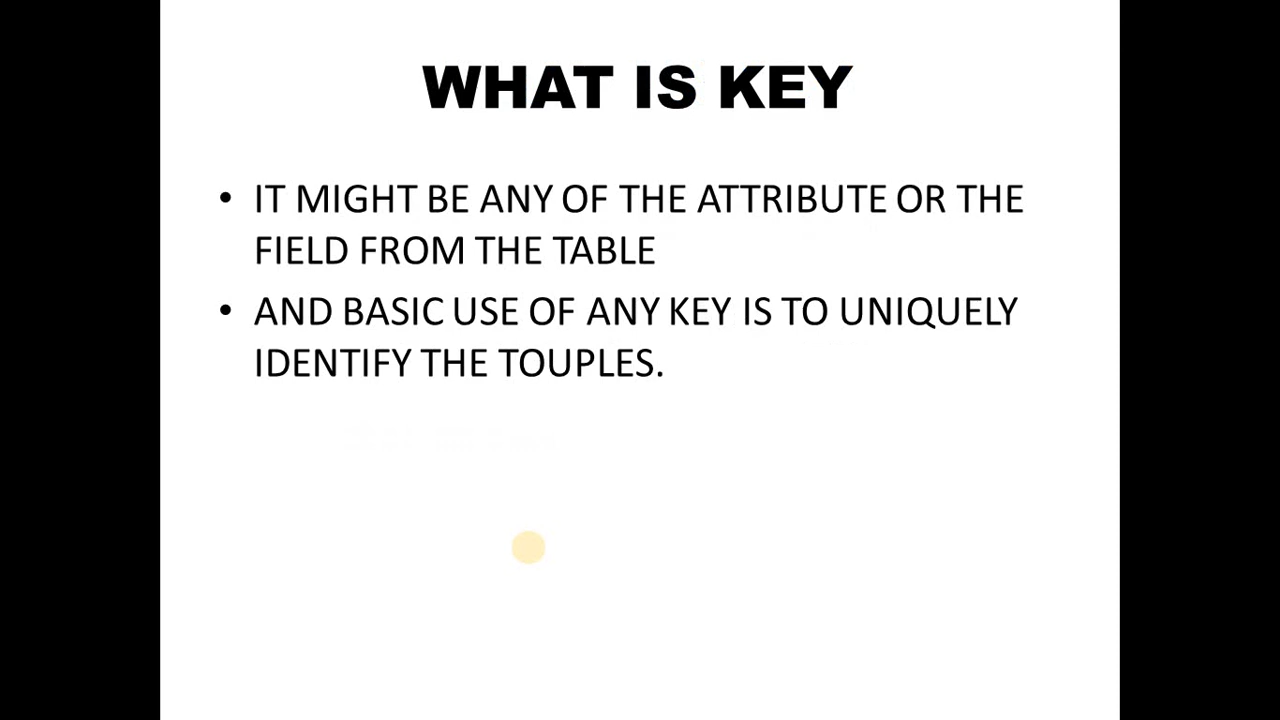 WHAT IS KEY
• IT MIGHT BE ANY OF THE ATTRIBUTE OR THE
FIELD FROM THE TABLE
• AND BASIC USE OF ANY KEY IS TO UNIQUELY
IDENTIFY THE TOUPLES.